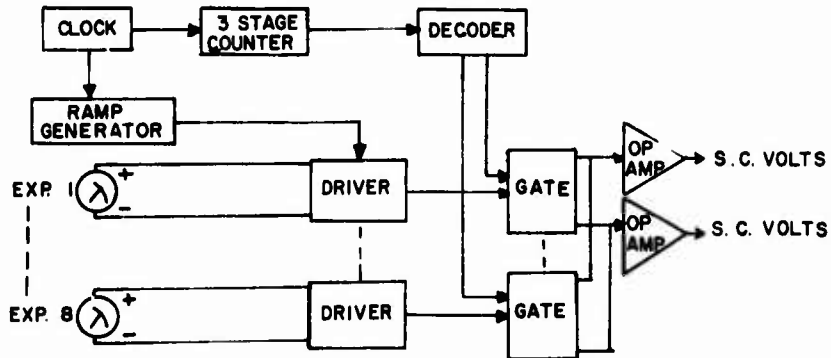 CLOCK
3 STAGE
COUNTER
DECODER
RAMP
GENERATOR
OP
AMP
S. C. VOLTS
EXP. 1
+
λ
-
DRIVER
GATE
OP
AMP
S. C. VOLTS
EXP. 8
+
λ
-
DRIVER
GATE